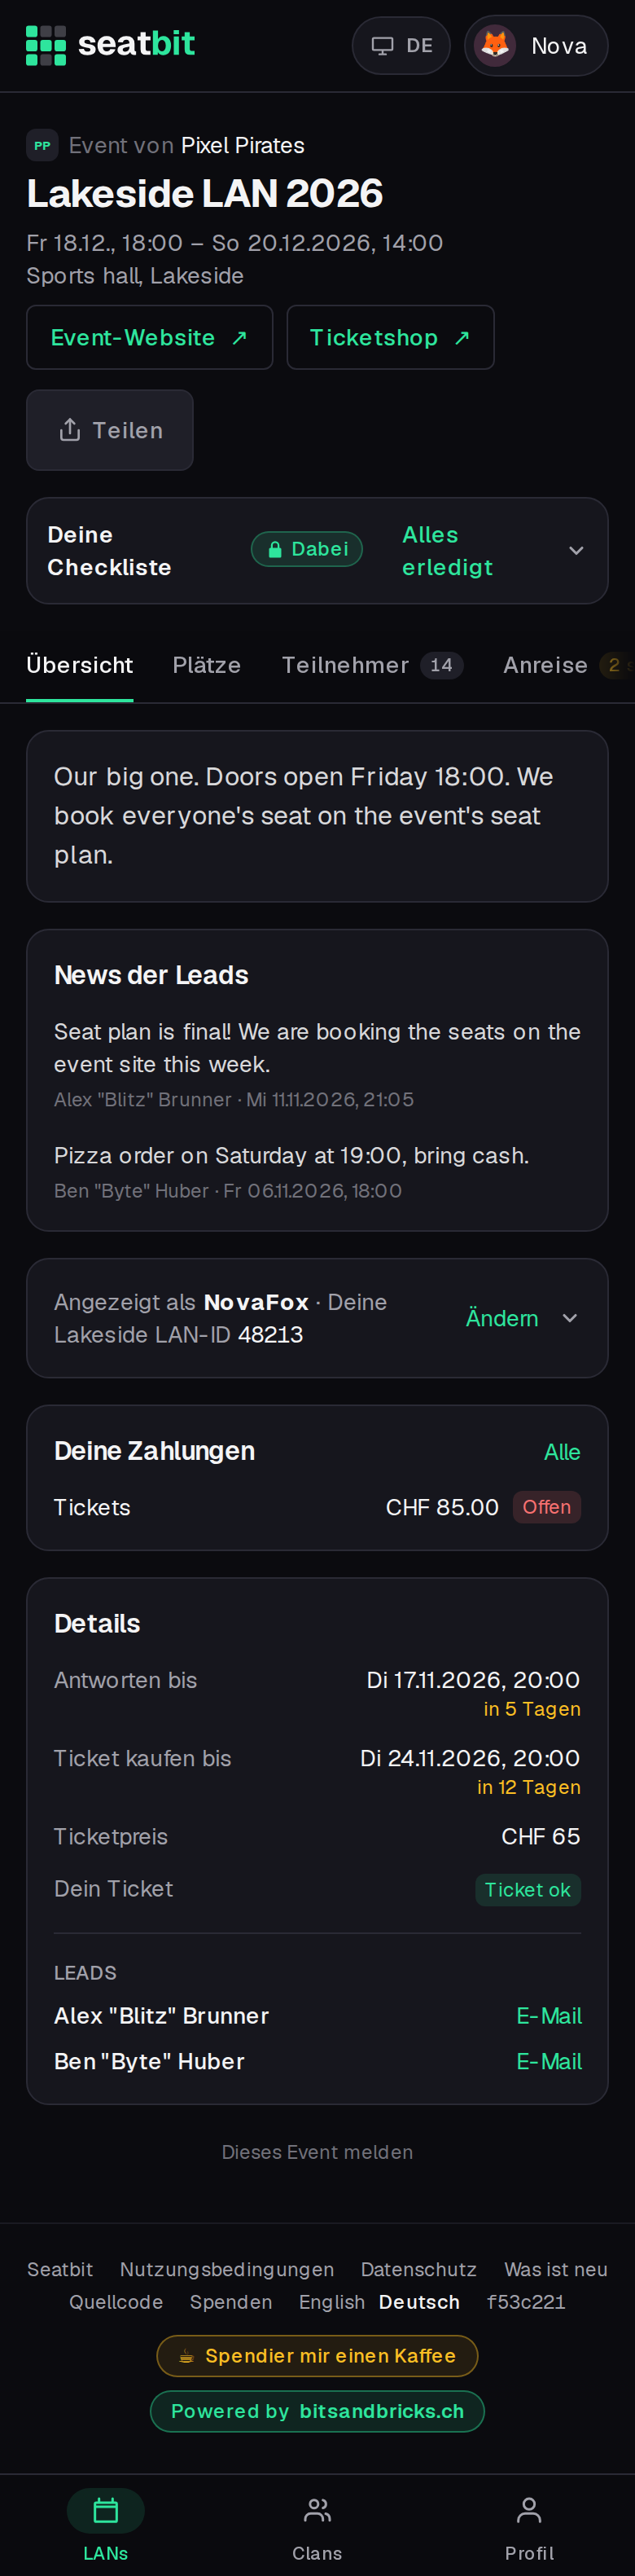 seatbit
DE
Nova
PP Event von Pixel Pirates
Lakeside LAN 2026
Fr 18.12., 18:00 – So 20.12.2026, 14:00
Sports hall, Lakeside
Event-Website ↗
Ticketshop ↗
Teilen
Deine
Checkliste
Dabei
Alles
erledigt
Übersicht
Plätze
Teilnehmer 14
Anreise 2
Our big one. Doors open Friday 18:00. We
book everyone's seat on the event's seat
plan.
News der Leads
Seat plan is final! We are booking the seats on the
event site this week.
Alex "Blitz" Brunner · Mi 11.11.2026, 21:05
Pizza order on Saturday at 19:00, bring cash.
Ben "Byte" Huber · Fr 06.11.2026, 18:00
Angezeigt als NovaFox · Deine
Lakeside LAN-ID 48213
Ändern
Deine Zahlungen
Alle
Tickets
CHF 85.00
Offen
Details
Antworten bis
Di 17.11.2026, 20:00
in 5 Tagen
Ticket kaufen bis
Di 24.11.2026, 20:00
in 12 Tagen
Ticketpreis
CHF 65
Dein Ticket
Ticket ok
LEADS
Alex "Blitz" Brunner
E-Mail
Ben "Byte" Huber
E-Mail
Dieses Event melden
Seatbit Nutzungsbedingungen Datenschutz Was ist neu
Quellcode Spenden English Deutsch f53c221
Spendier mir einen Kaffee
Powered by bitsandbricks.ch
LANs
Clans
Profil